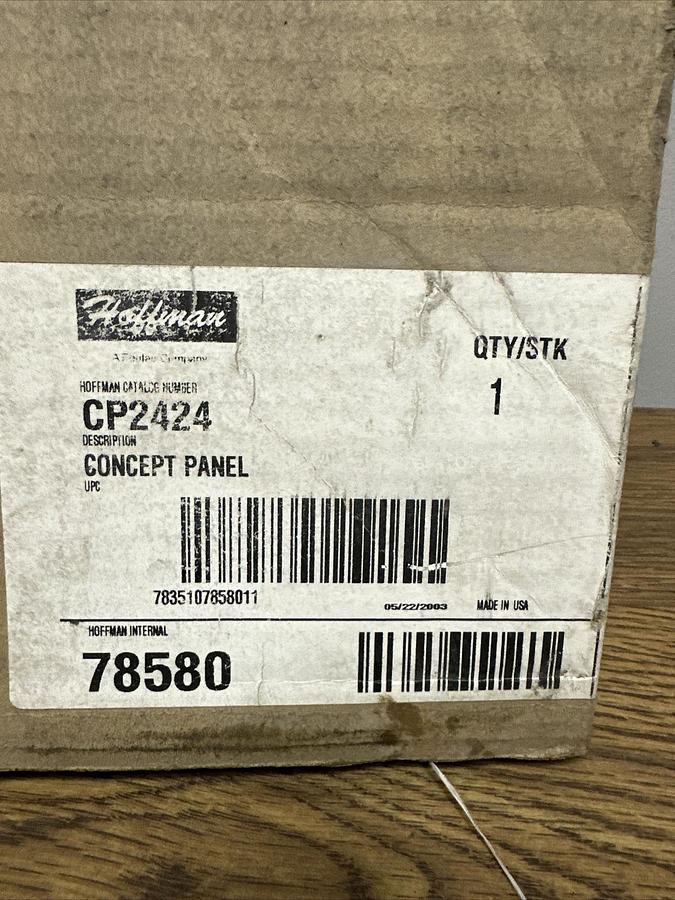 Hoffman
A Pentair Company
QTY/STK
HOFFMAN CATALOG NUMBER
1
CP2424
DESCRIPTION
CONCEPT PANEL
UPC
7835107858011
05/22/2003
MADE IN USA
HOFFMAN INTERNAL
78580